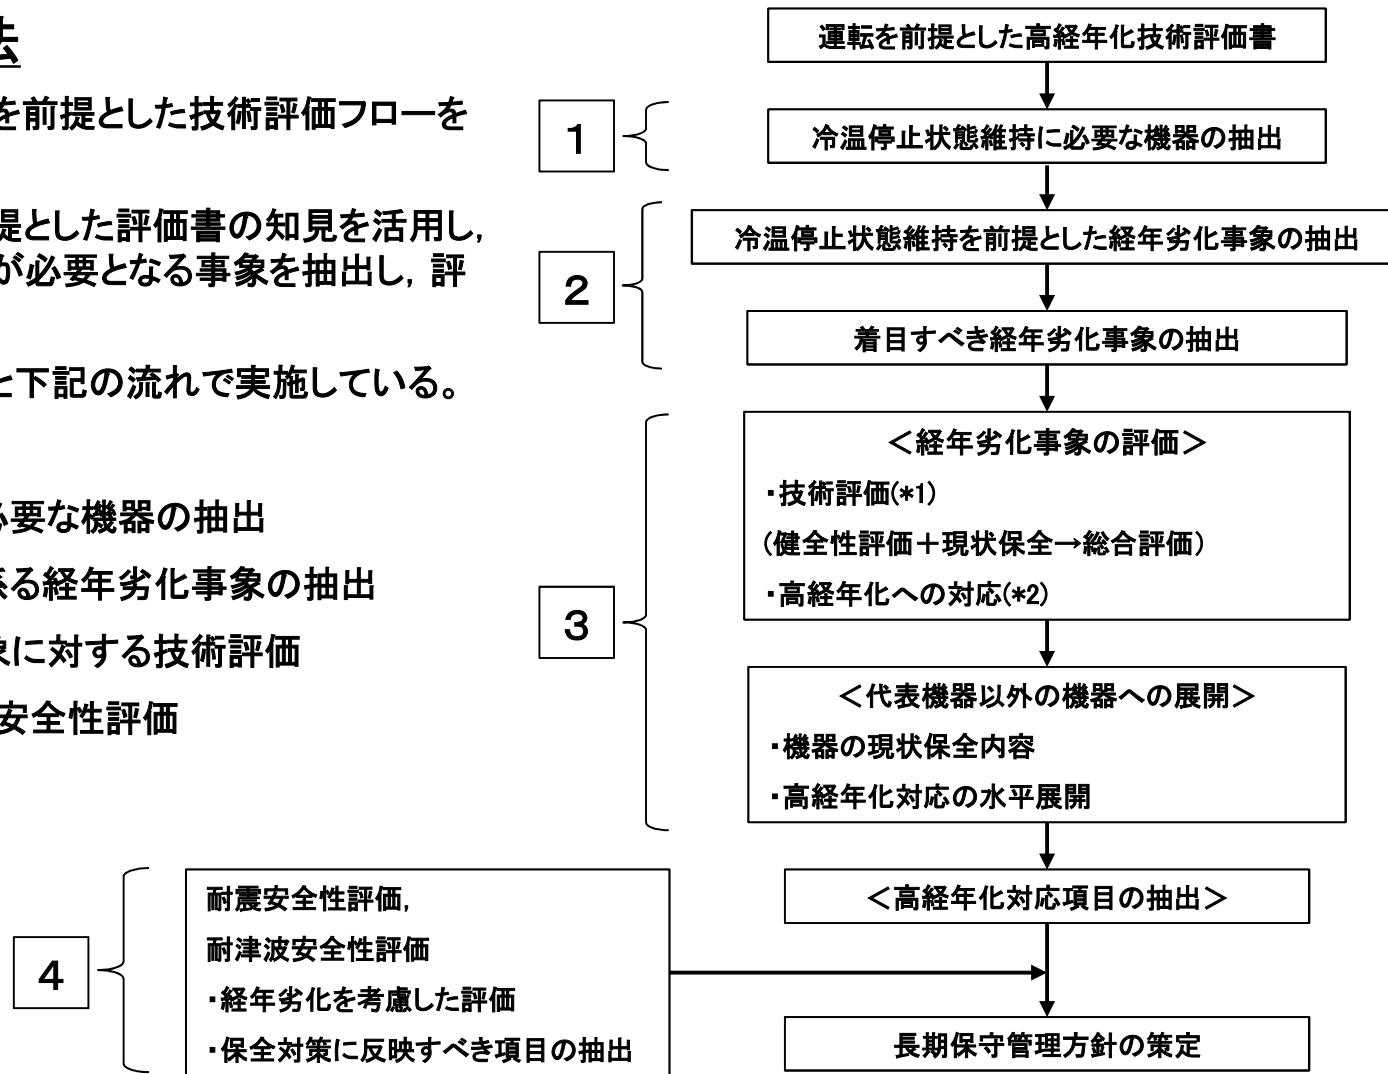 法
を前提とした技術評価フローを
提とした評価書の知見を活用し，
が必要となる事象を抽出し，評
と下記の流れで実施している。
必要な機器の抽出
係る経年劣化事象の抽出
象に対する技術評価
安全性評価
運転を前提とした高経年化技術評価書
1
冷温停止状態維持に必要な機器の抽出
2
冷温停止状態維持を前提とした経年劣化事象の抽出
着目すべき経年劣化事象の抽出
3
＜経年劣化事象の評価＞
・技術評価(*1)
（健全性評価＋現状保全→総合評価）
・高経年化への対応(*2)
＜代表機器以外の機器への展開＞
・機器の現状保全内容
・高経年化対応の水平展開
4
耐震安全性評価，
耐津波安全性評価
・経年劣化を考慮した評価
・保全対策に反映すべき項目の抽出
＜高経年化対応項目の抽出＞
長期保守管理方針の策定